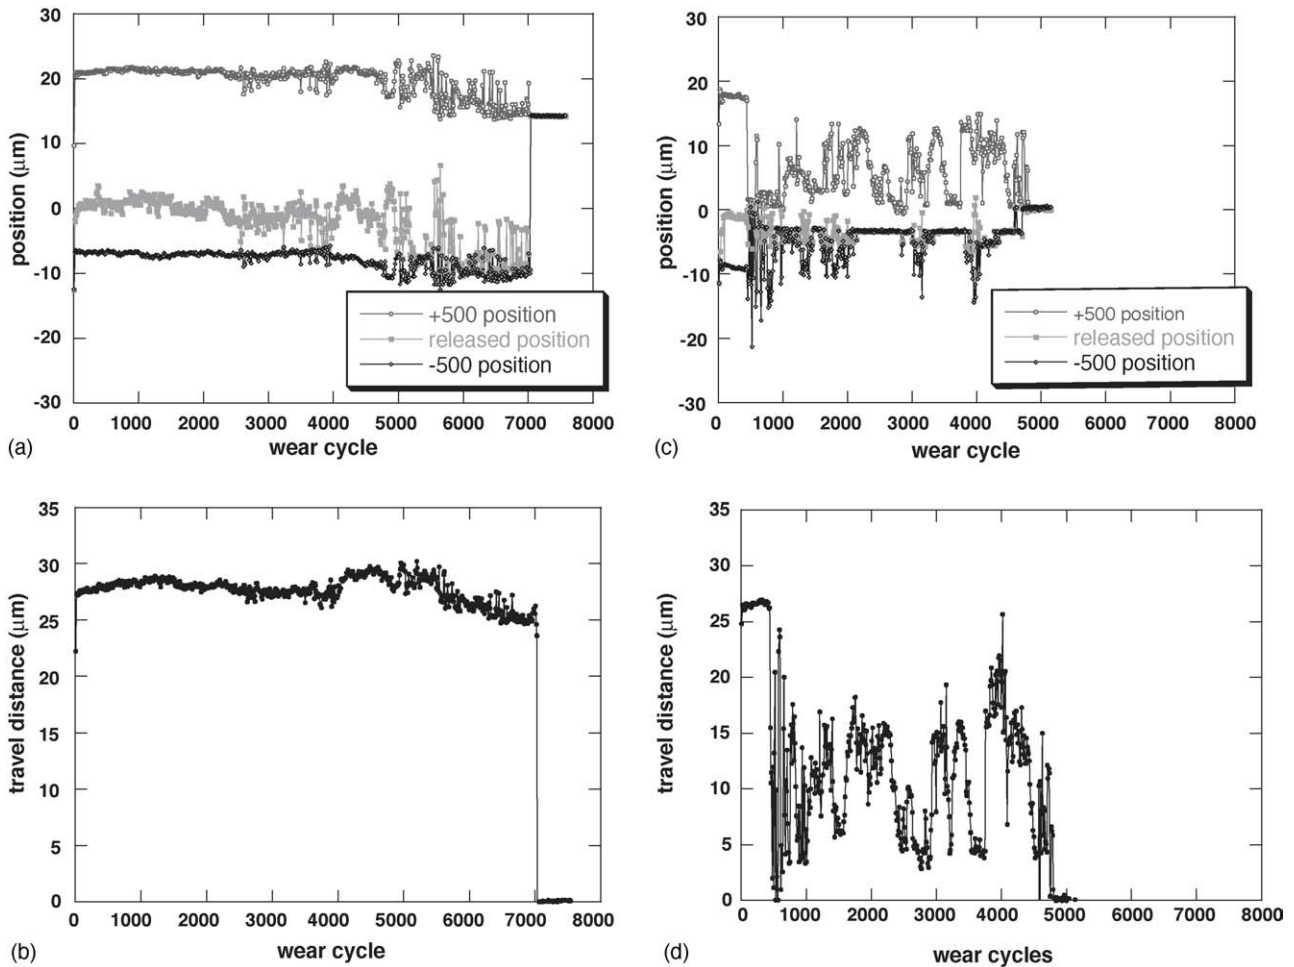 30
20
10
0
-10
-20
-30
position (µm)
+500 position
released position
-500 position
0 1000 2000 3000 4000 5000 6000 7000 8000
wear cycle
(a)
30
20
10
0
-10
-20
-30
position (µm)
+500 position
released position
-500 position
0 1000 2000 3000 4000 5000 6000 7000 8000
wear cycle
(c)
35
30
25
20
15
10
5
0
travel distance (µm)
0 1000 2000 3000 4000 5000 6000 7000 8000
wear cycle
(b)
35
30
25
20
15
10
5
0
travel distance (µm)
0 1000 2000 3000 4000 5000 6000 7000 8000
wear cycles
(d)